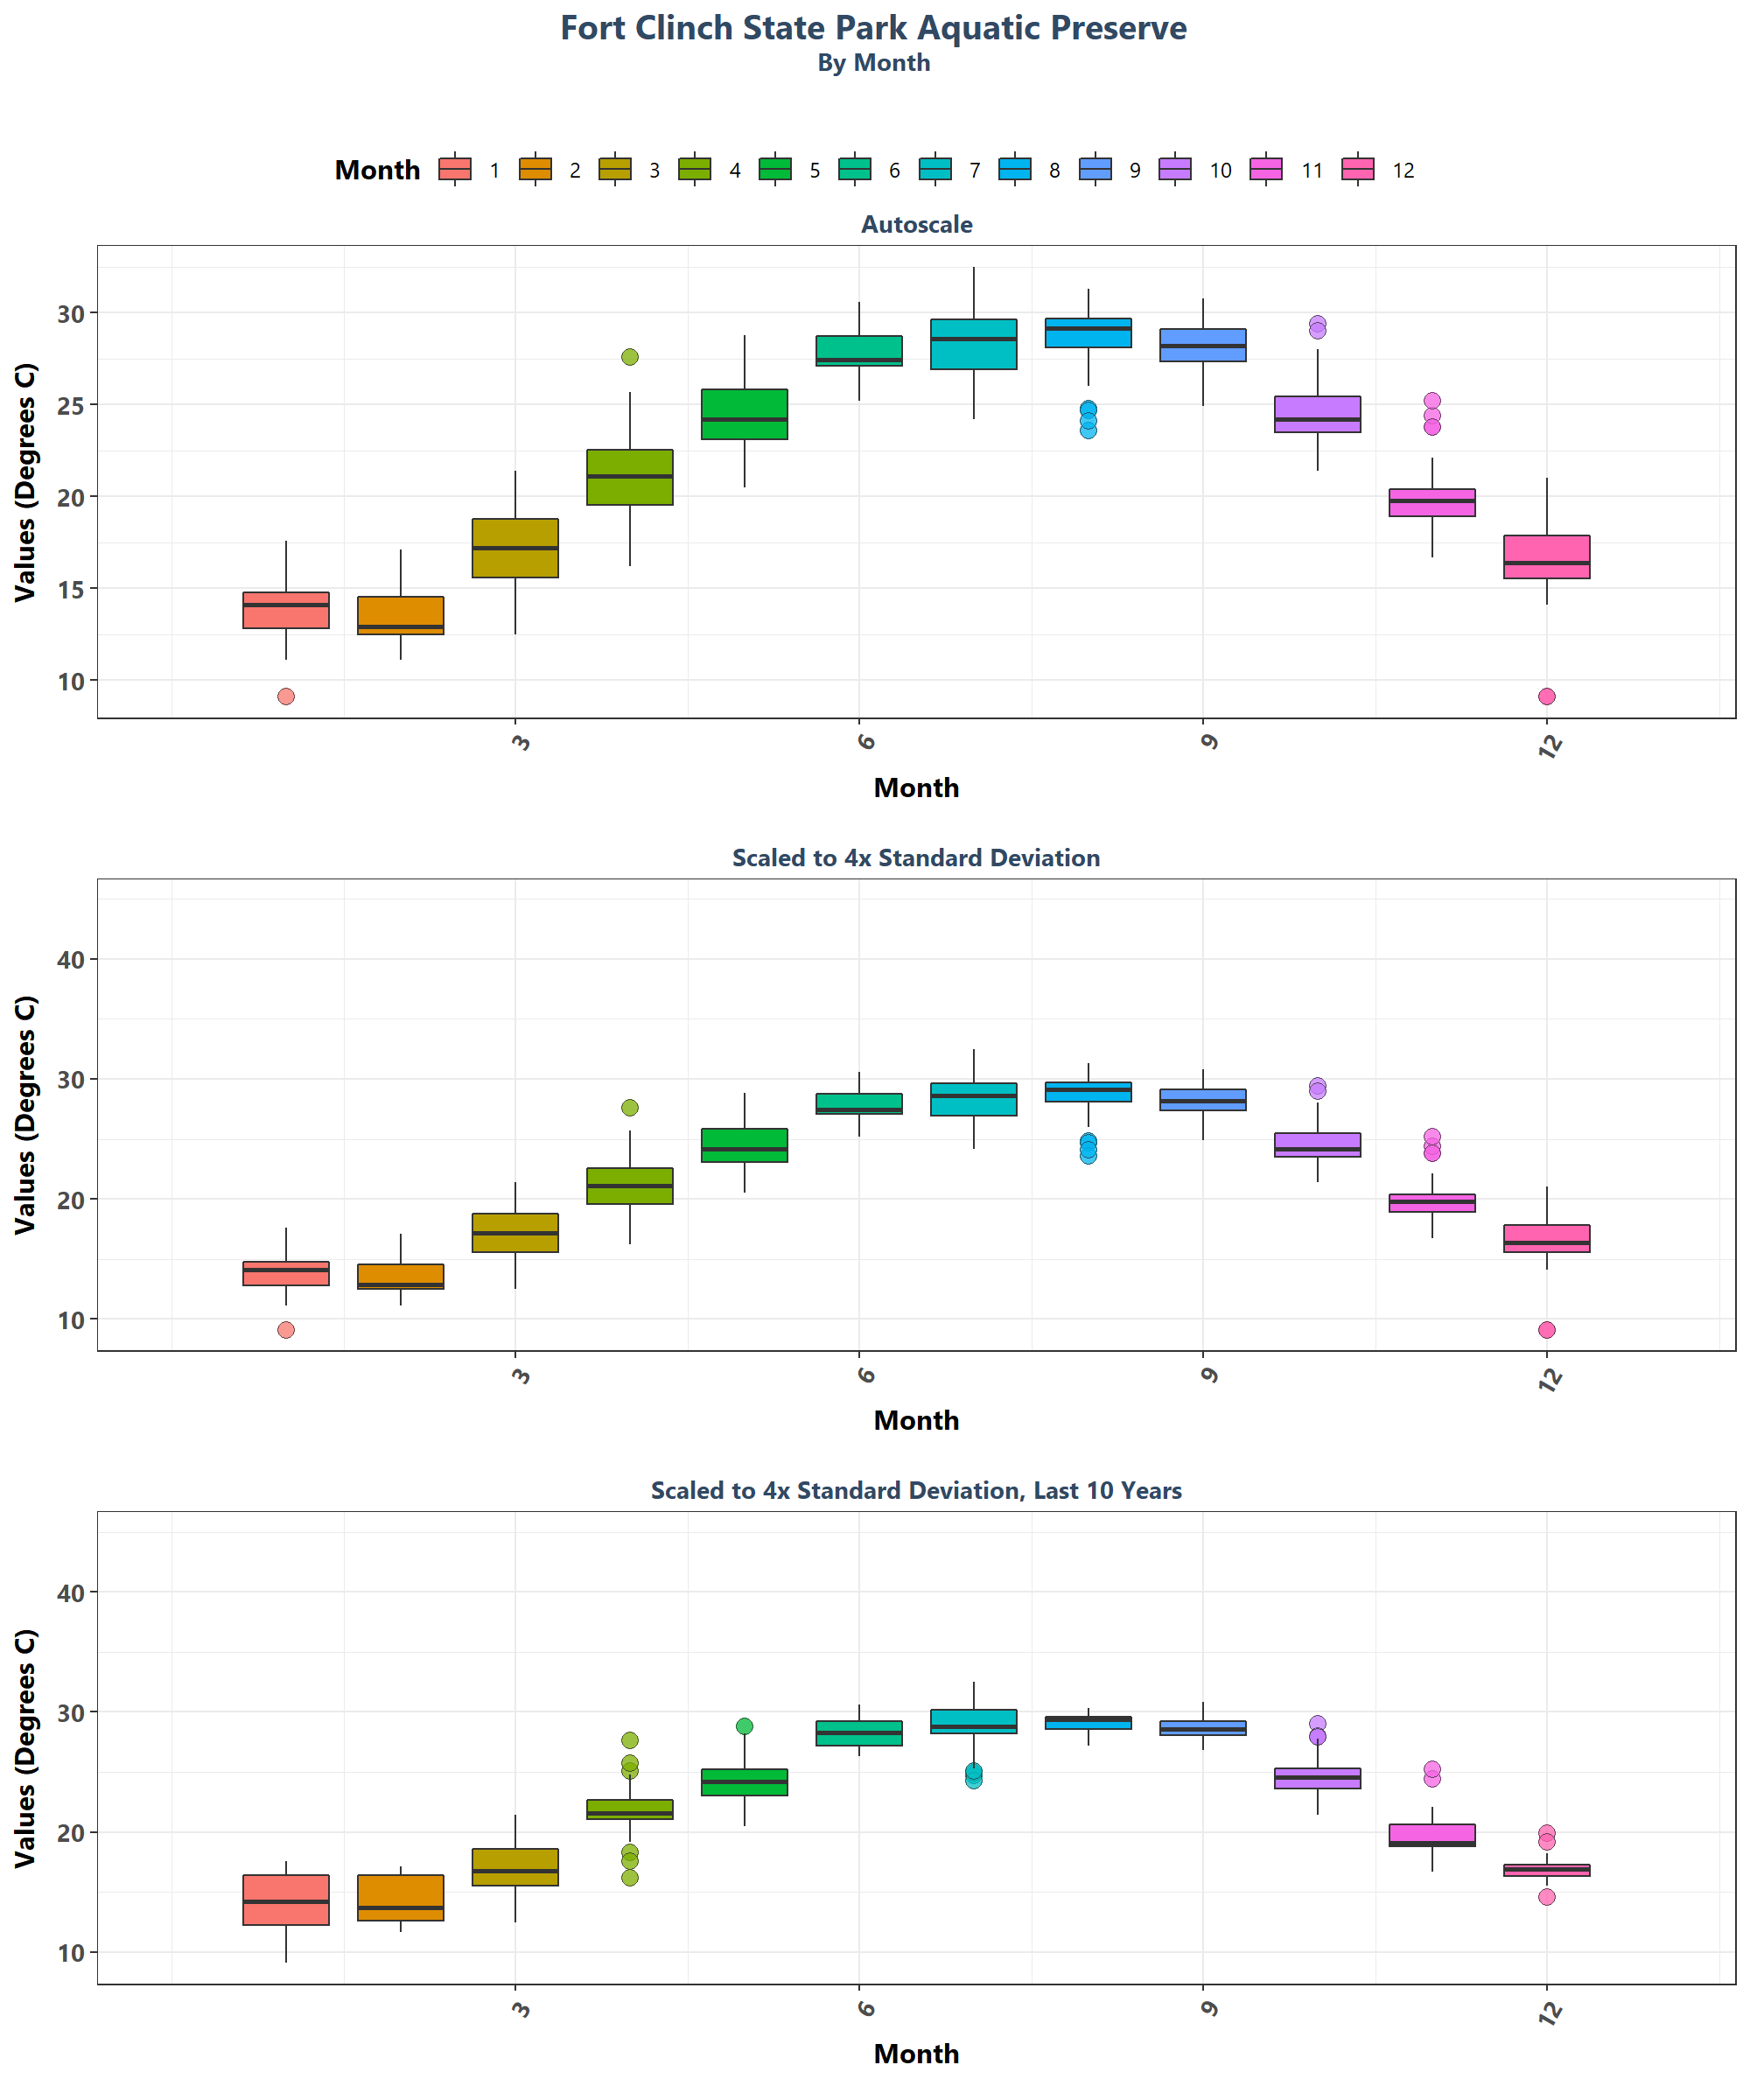 Fort Clinch State Park Aquatic Preserve
By Month
Month 1 2 3 4 5 6 7 8 9 10 11 12
Autoscale
Values (Degrees C)
30
25
20
15
10
3 6 9 12
Month
Scaled to 4x Standard Deviation
Values (Degrees C)
40
30
20
10
3 6 9 12
Month
Scaled to 4x Standard Deviation, Last 10 Years
Values (Degrees C)
40
30
20
10
3 6 9 12
Month